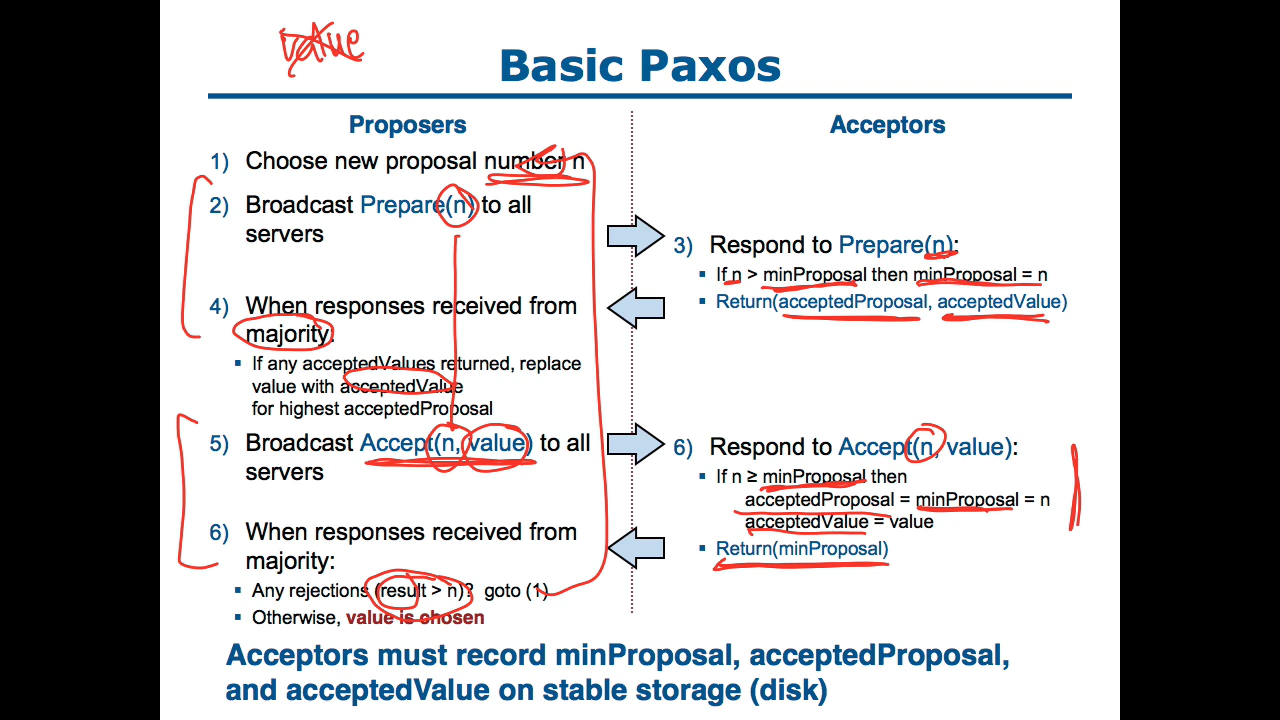 value
Basic Paxos
Proposers
Acceptors
1) Choose new proposal number n
2) Broadcast Prepare(n) to all
servers
3) Respond to Prepare(n):
▪ If n > minProposal then minProposal = n
▪ Return(acceptedProposal, acceptedValue)
4) When responses received from
majority:
▪ If any acceptedValues returned, replace
value with acceptedValue
for highest acceptedProposal
5) Broadcast Accept(n, value) to all
servers
6) Respond to Accept(n, value):
▪ If n ≥ minProposal then
acceptedProposal = minProposal = n
acceptedValue = value
▪ Return(minProposal)
6) When responses received from
majority:
▪ Any rejections (result > n)? goto (1)
▪ Otherwise, value is chosen
Acceptors must record minProposal, acceptedProposal,
and acceptedValue on stable storage (disk)